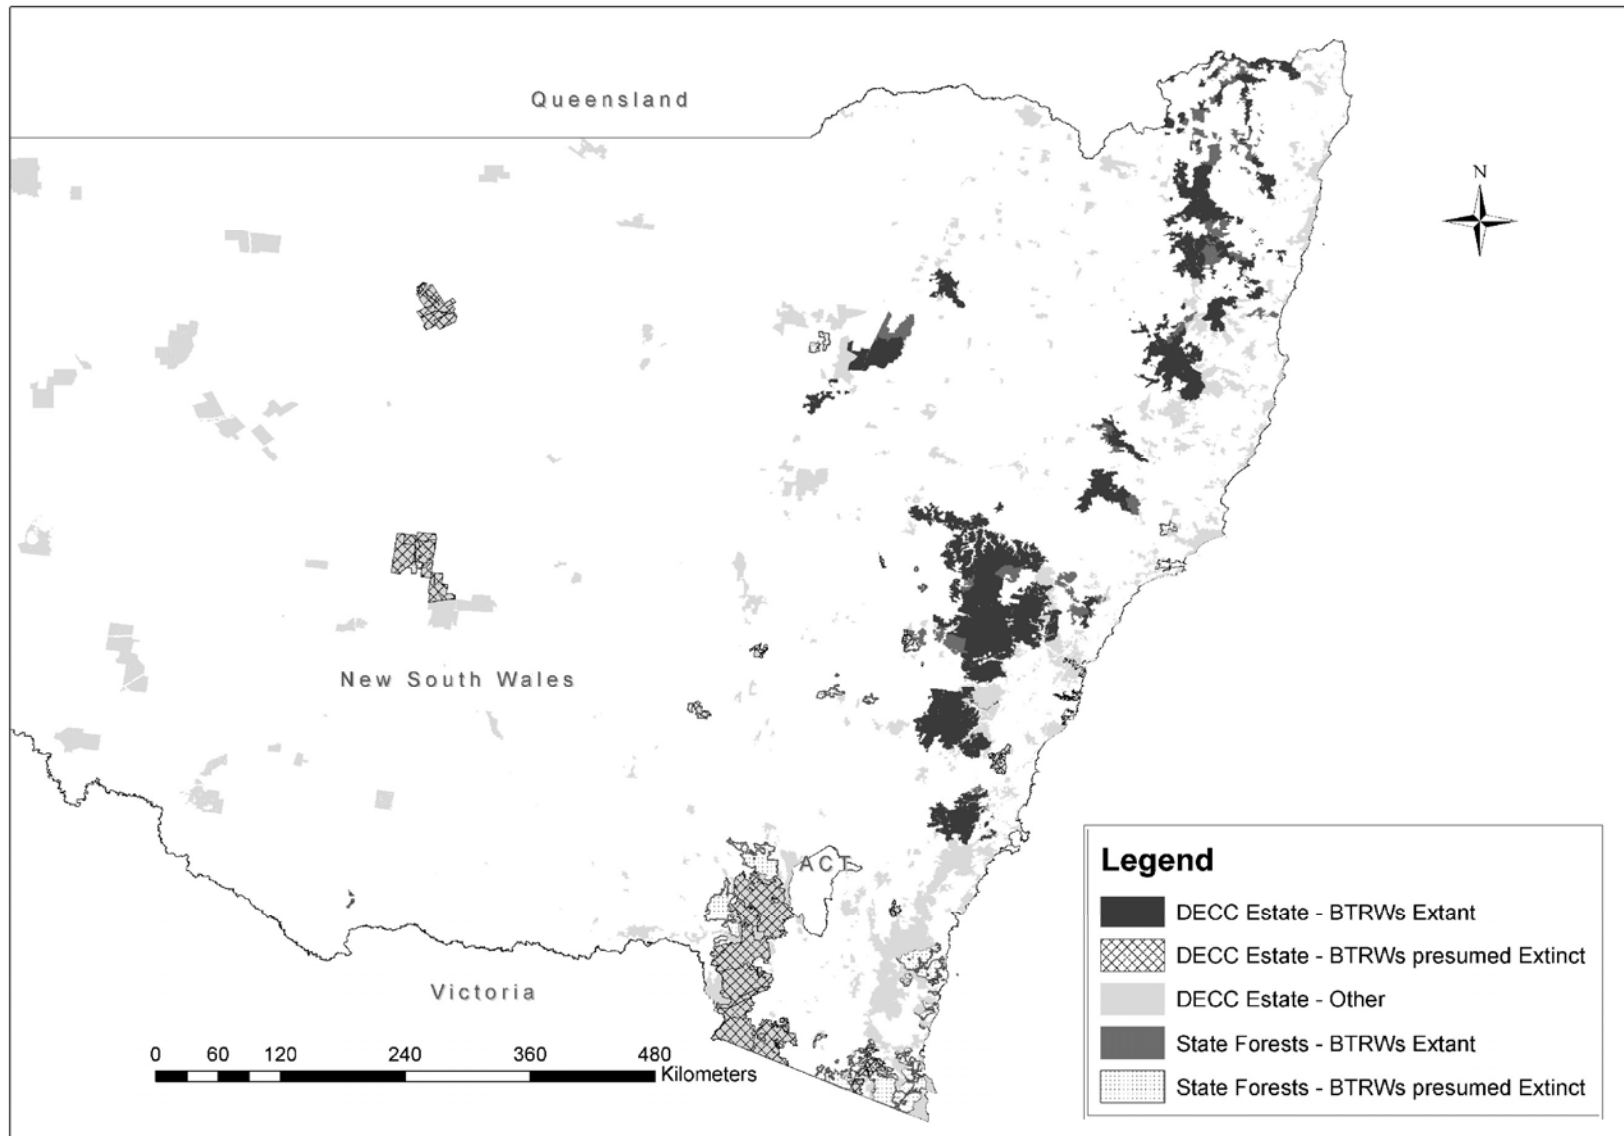 Queensland
N
New South Wales
ACT
Victoria
0 60 120 240 360 480
Kilometers
Legend
DECC Estate - BTRWs Extant
DECC Estate - BTRWs presumed Extinct
DECC Estate - Other
State Forests - BTRWs Extant
State Forests - BTRWs presumed Extinct